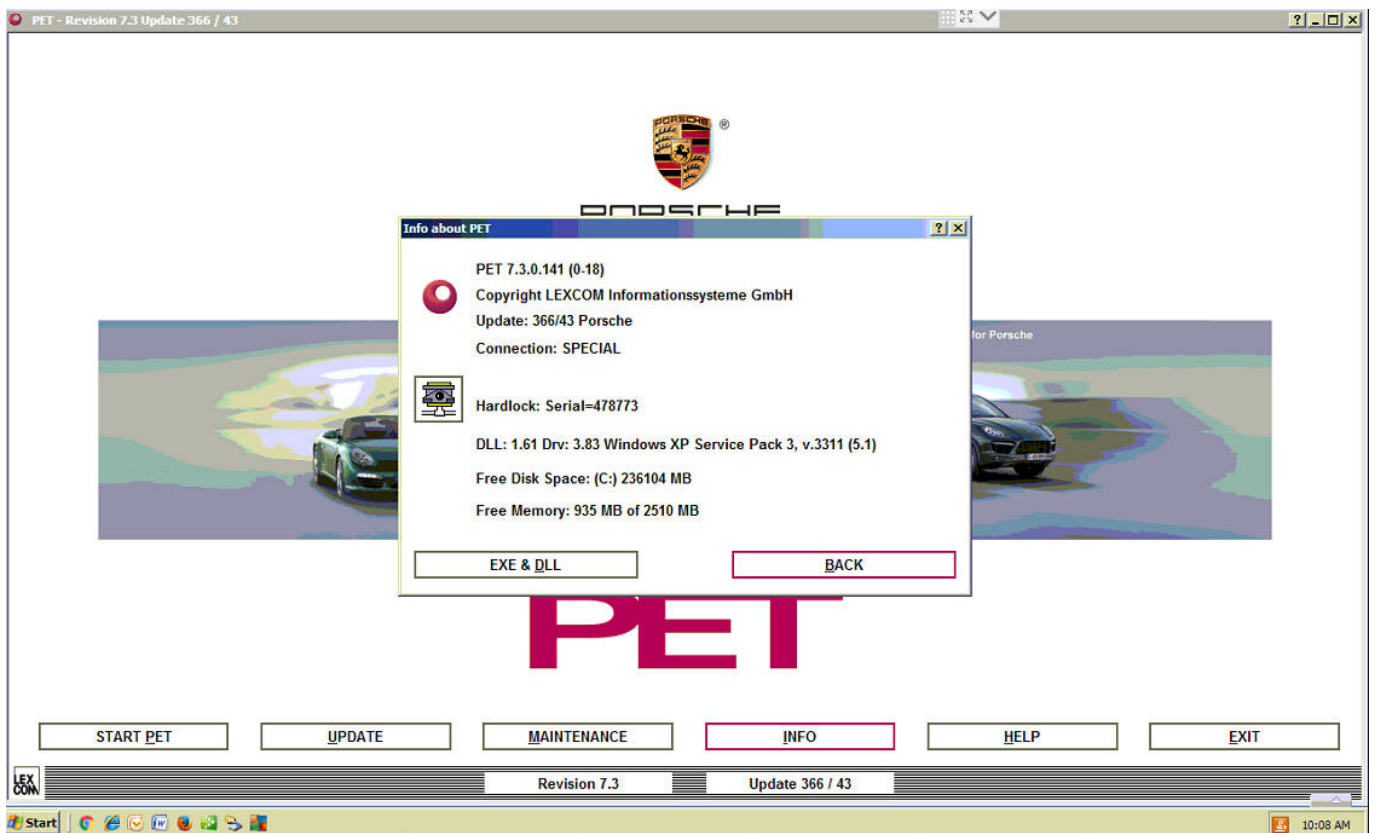 PET - Revision 7.3 Update 366 / 43
PORSCHE
®
PORSCHE
Info about PET
PET 7.3.0.141 (0-18)
Copyright LEXCOM Informationssysteme GmbH
Update: 366/43 Porsche
Connection: SPECIAL
for Porsche
Hardlock: Serial=478773
DLL: 1.61 Drv: 3.83 Windows XP Service Pack 3, v.3311 (5.1)
Free Disk Space: (C:) 236104 MB
Free Memory: 935 MB of 2510 MB
EXE & DLL
BACK
PET
START PET
UPDATE
MAINTENANCE
INFO
HELP
EXIT
LEX
COM
Revision 7.3
Update 366 / 43
Start
10:08 AM